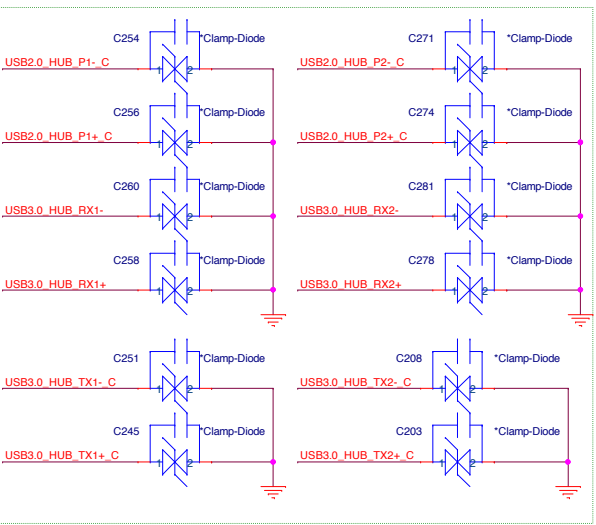 C254 *Clamp-Diode C271 *Clamp-Diode
USB2.0_HUB_P1-_C 1 2 USB2.0_HUB_P2-_C 1 2
C256 *Clamp-Diode C274 *Clamp-Diode
USB2.0_HUB_P1+_C 1 2 USB2.0_HUB_P2+_C 1 2
C260 *Clamp-Diode C281 *Clamp-Diode
USB3.0_HUB_RX1- 1 2 USB3.0_HUB_RX2- 1 2
C258 *Clamp-Diode C278 *Clamp-Diode
USB3.0_HUB_RX1+ 1 2 USB3.0_HUB_RX2+ 1 2
C251 *Clamp-Diode C208 *Clamp-Diode
USB3.0_HUB_TX1-_C 1 2 USB3.0_HUB_TX2-_C 1 2
C245 *Clamp-Diode C203 *Clamp-Diode
USB3.0_HUB_TX1+_C 1 2 USB3.0_HUB_TX2+_C 1 2